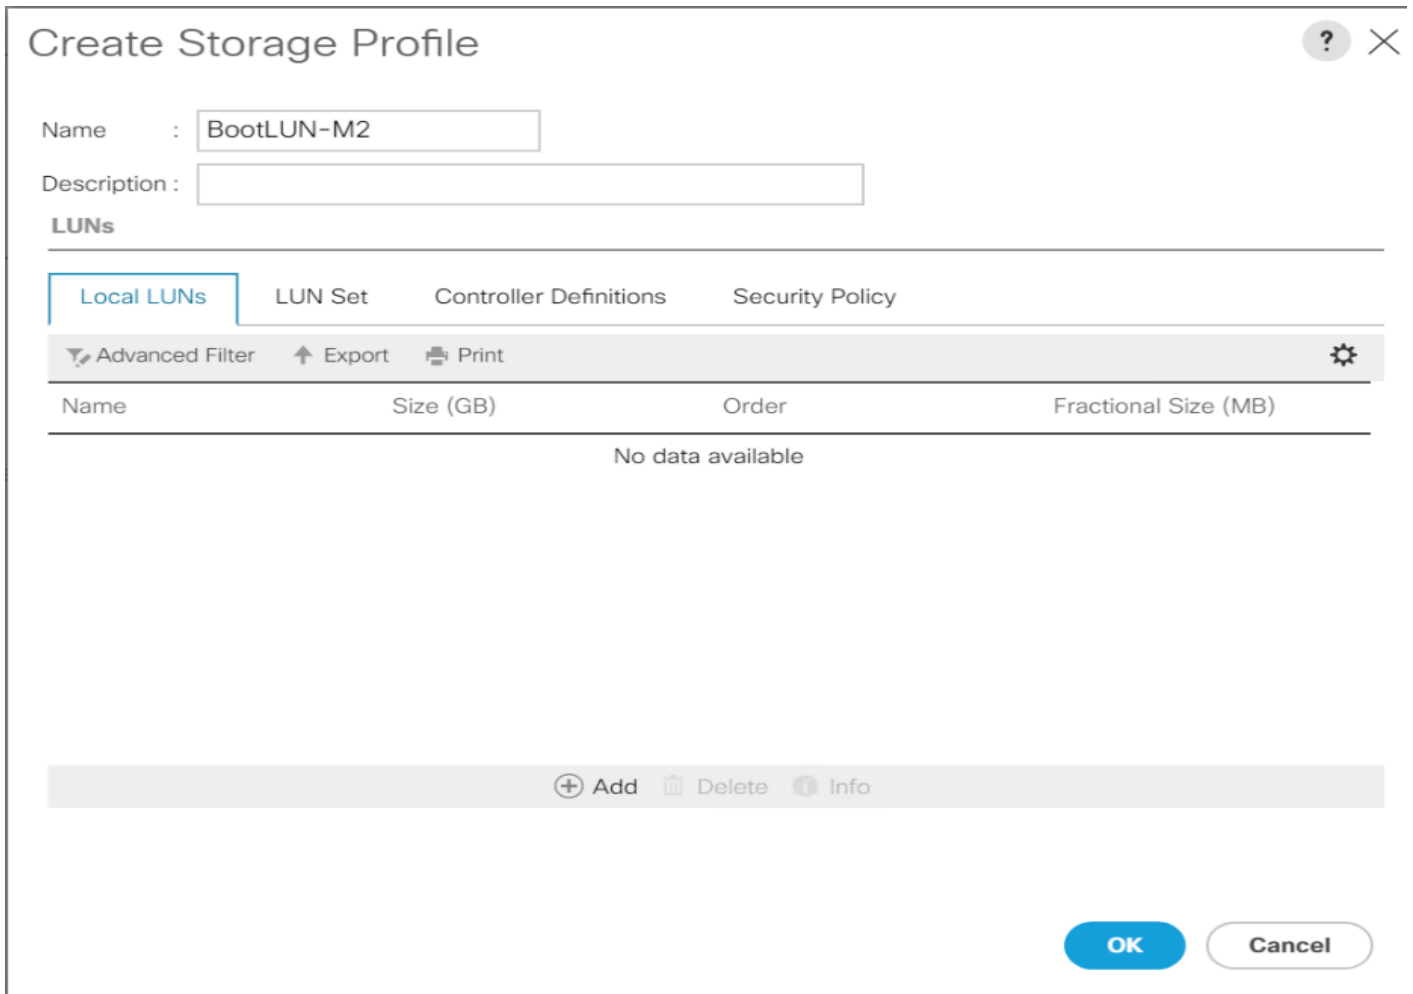 Create Storage Profile ?
Name : BootLUN-M2
Description :
LUNs
Local LUNs LUN Set Controller Definitions Security Policy
Advanced Filter Export Print
Name Size (GB) Order Fractional Size (MB)
No data available
Add Delete Info
OK Cancel